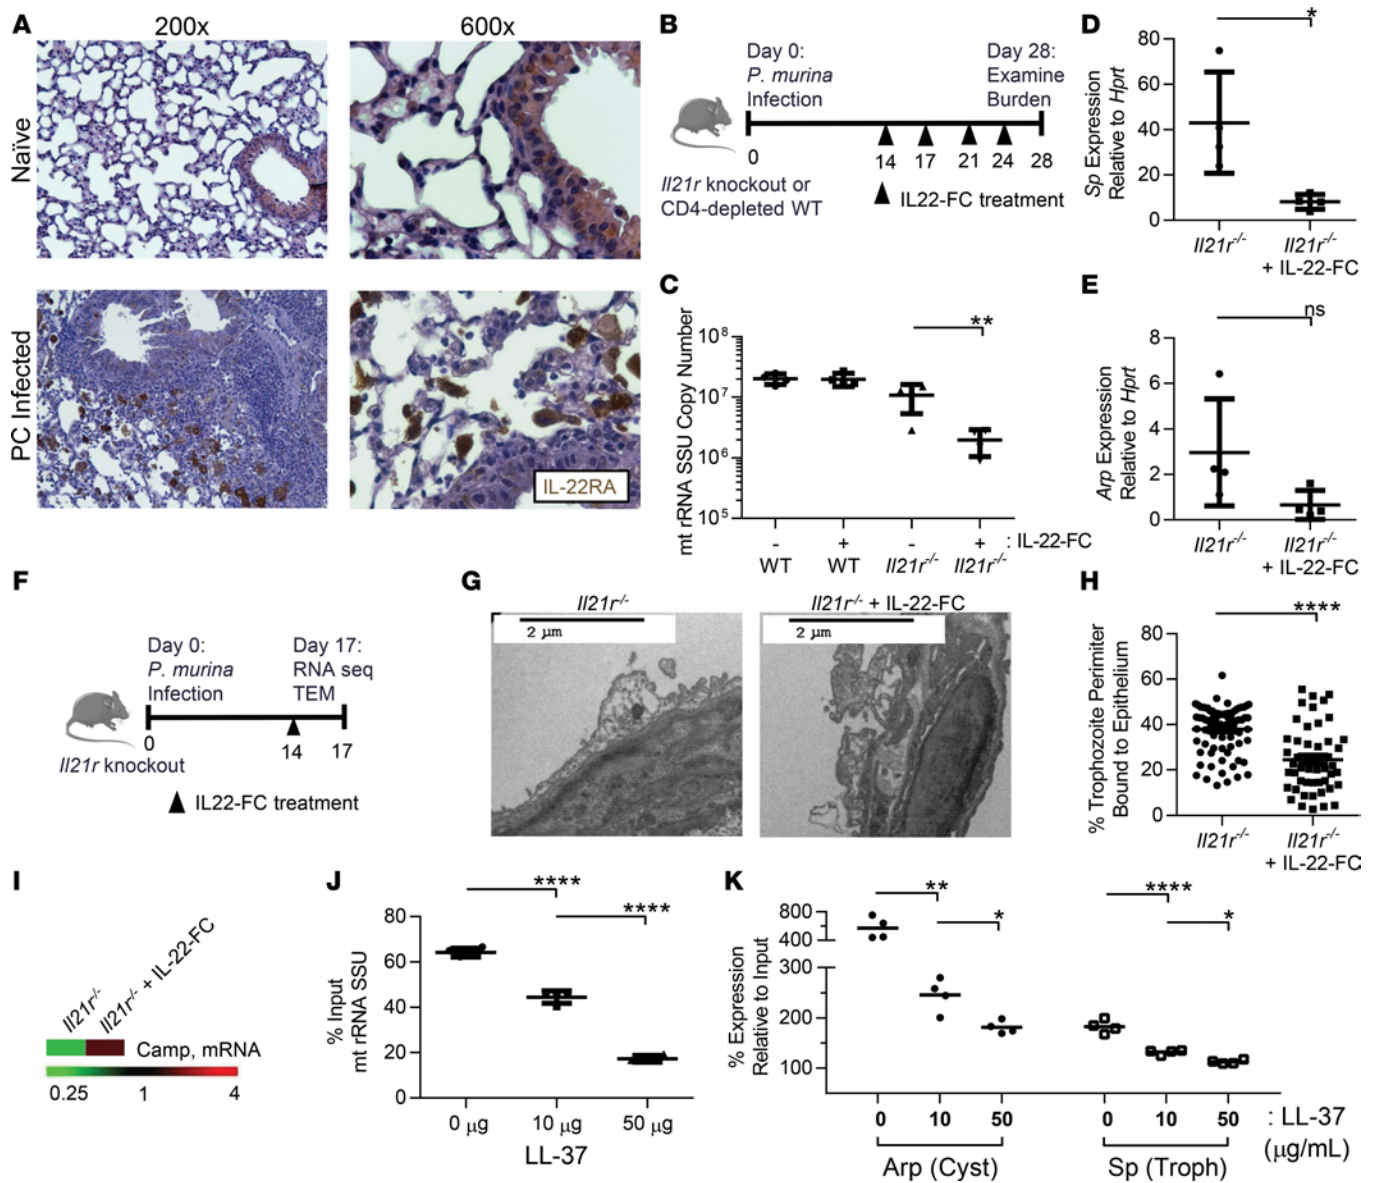 A
200x
600x
Naïve
PC Infected
IL-22RA
B
Day 0:
P. murina
Infection
Day 28:
Examine
Burden
0
14
17
21
24
28
Il21r knockout or
CD4-depleted WT
IL22-FC treatment
C
mt rRNA SSU Copy Number
10⁸
10⁷
10⁶
10⁵
**
- + - + : IL-22-FC
WT WT Il21r-/- Il21r-/-
D
Sp Expression
Relative to Hprt
80
60
40
20
0
*
Il21r-/- Il21r-/-
+ IL-22-FC
E
Arp Expression
Relative to Hprt
8
6
4
2
0
ns
Il21r-/- Il21r-/-
+ IL-22-FC
F
Day 0:
P. murina
Infection
Day 17:
RNA seq
TEM
0
14
17
Il21r knockout
IL22-FC treatment
G
Il21r-/-
Il21r-/- + IL-22-FC
2 µm
2 µm
H
% Trophozoite Perimiter
Bound to Epithelium
80
60
40
20
0
****
Il21r-/- Il21r-/-
+ IL-22-FC
I
Il21r-/-
Il21r-/- + IL-22-FC
Camp, mRNA
0.25 1 4
J
% Input
mt rRNA SSU
80
60
40
20
0
****
****
0 µg 10 µg 50 µg
LL-37
K
% Expression
Relative to Input
800
400
300
200
100
**
*
****
*
0 10 50 0 10 50 : LL-37
(µg/mL)
Arp (Cyst) Sp (Troph)